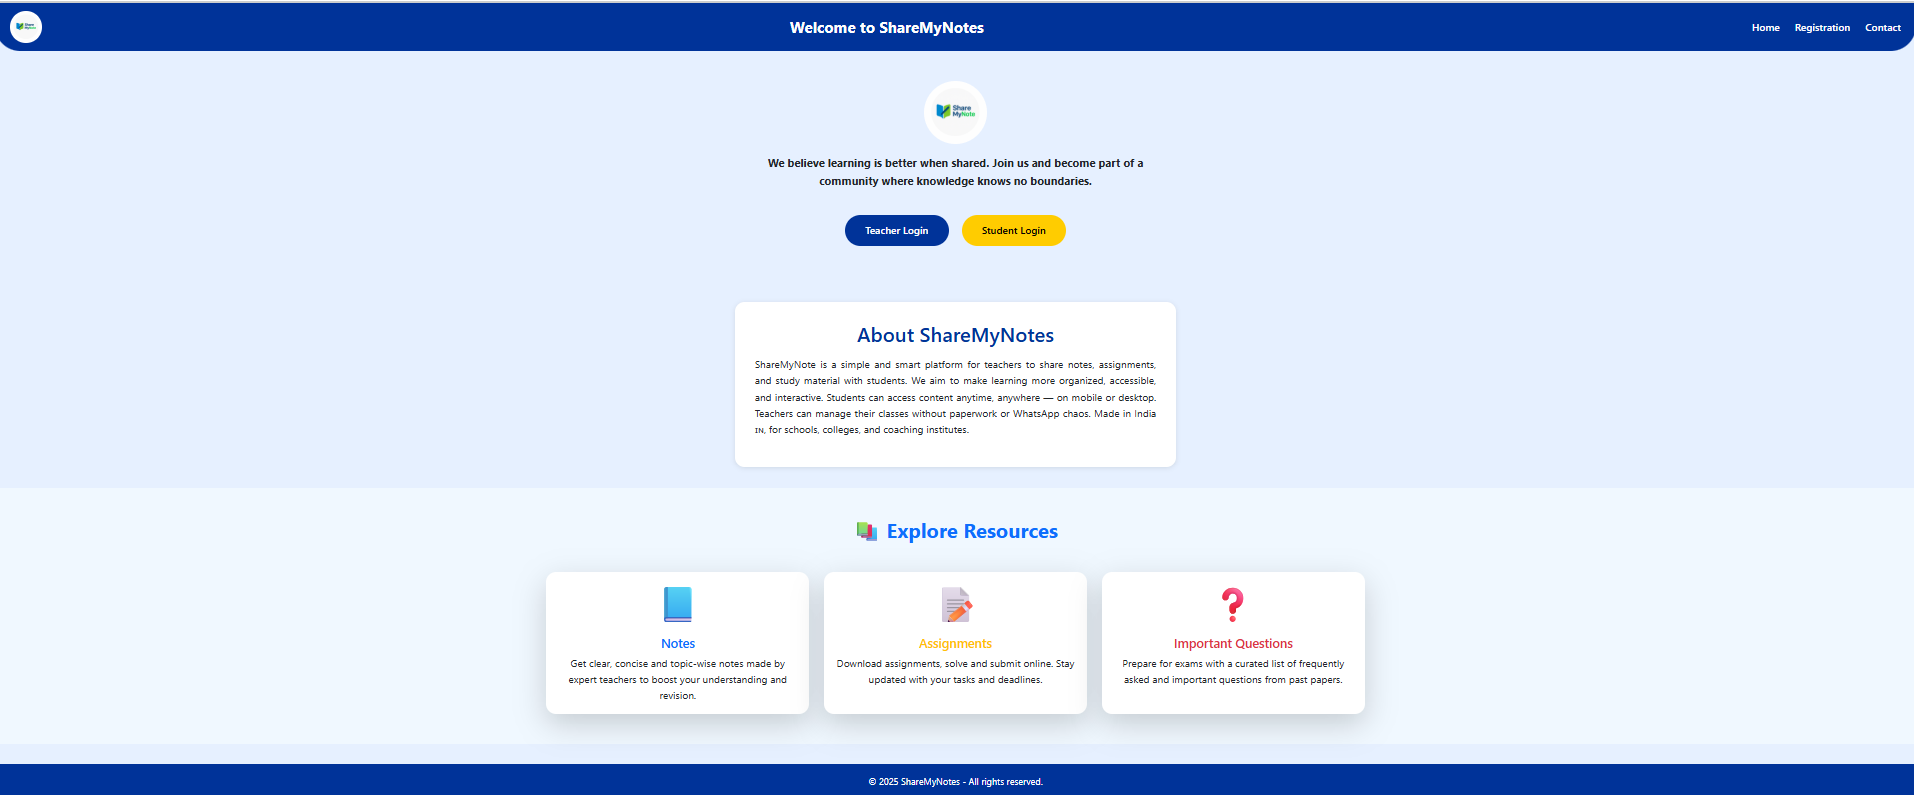 Share
MyNote
Welcome to ShareMyNotes
Home Registration Contact
Share
MyNote
We believe learning is better when shared. Join us and become part of a
community where knowledge knows no boundaries.
Teacher Login Student Login
About ShareMyNotes
ShareMyNote is a simple and smart platform for teachers to share notes, assignments,
and study material with students. We aim to make learning more organized, accessible,
and interactive. Students can access content anytime, anywhere — on mobile or desktop.
Teachers can manage their classes without paperwork or WhatsApp chaos. Made in India
IN, for schools, colleges, and coaching institutes.
Explore Resources
Notes
Get clear, concise and topic-wise notes made by
expert teachers to boost your understanding and
revision.
Assignments
Download assignments, solve and submit online. Stay
updated with your tasks and deadlines.
Important Questions
Prepare for exams with a curated list of frequently
asked and important questions from past papers.
© 2025 ShareMyNotes - All rights reserved.